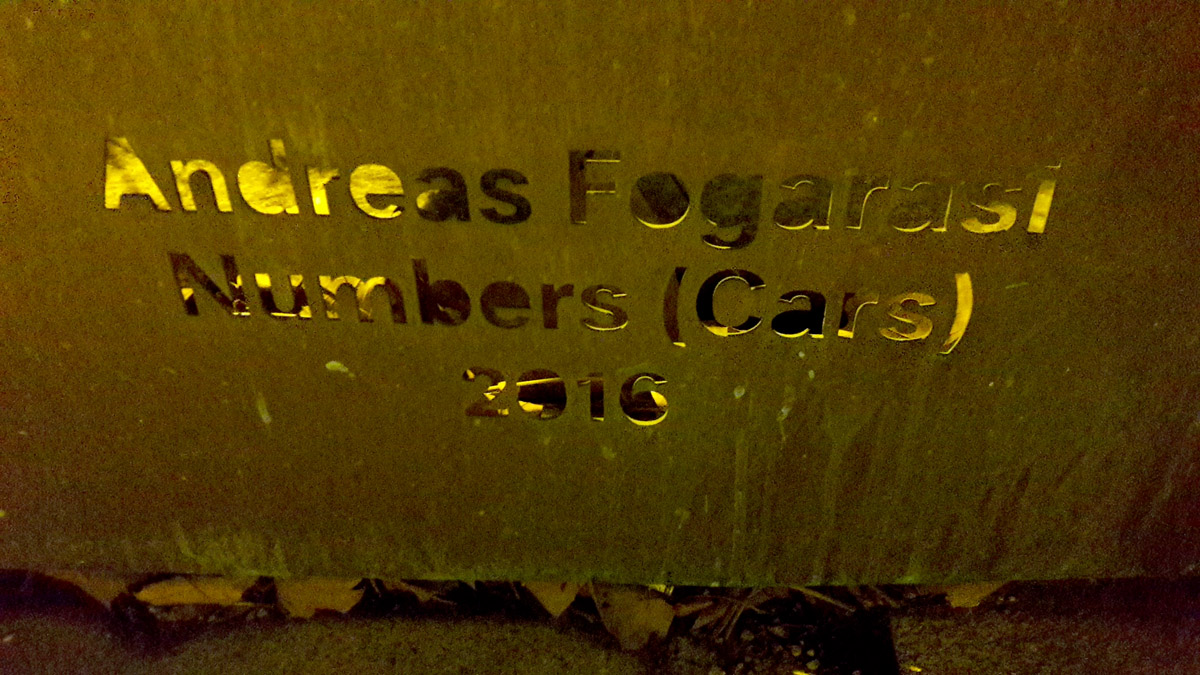 Andreas Fogarasi
Numbers (Cars)
2016